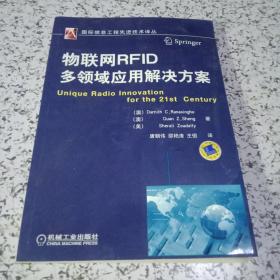 国际信息工程先进技术译丛
Springer
物联网RFID
多领域应用解决方案
Unique Radio Innovation
for the 21st Century
(澳) Damith C. Ranasinghe
(澳) Quan Z. Sheng 著
(美) Sherali Zeadally
唐朝伟 邵艳清 王恒 译
机械工业出版社
CHINA MACHINE PRESS